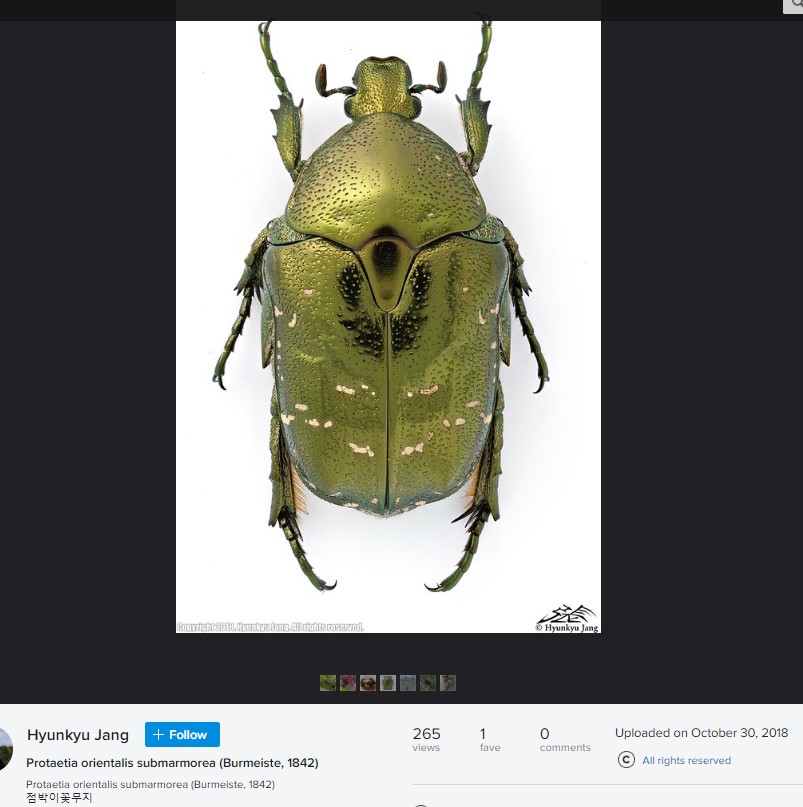 Copyright 2018. Hyunkyu Jang. All rights reserved.
© Hyunkyu Jang
Hyunkyu Jang
+ Follow
Protaetia orientalis submarmorea (Burmeiste, 1842)
Protaetia orientalis submarmorea (Burmeiste, 1842)
점박이꽃무지
265
views
1
fave
0
comments
Uploaded on October 30, 2018
© All rights reserved